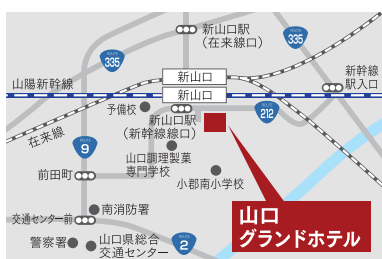 新山口駅
(在来線口)
ROUTE
335
ROUTE
335
新山口
山陽新幹線
新幹線
駅入口
新山口
予備校
ROUTE
212
在来線
新山口駅
(新幹線口)
ROUTE
9
山口調理製菓
専門学校
前田町
小郡南小学校
山口
グランドホテル
南消防署
交通センター前
警察署
山口県総合
交通センター
ROUTE
2